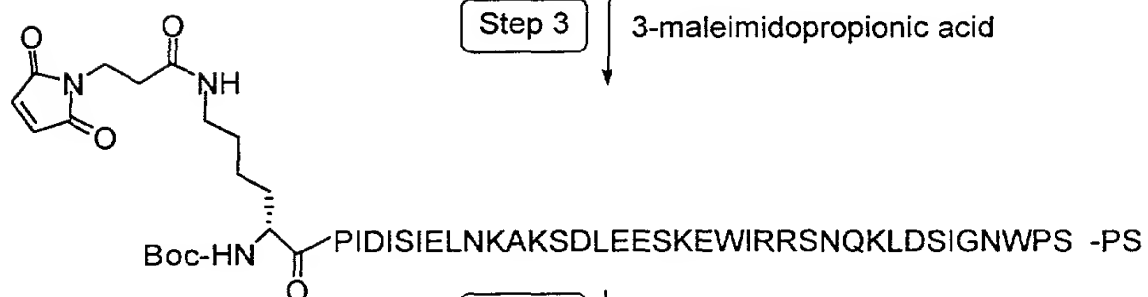 Step 3 3-maleimidopropionic acid
O
O
N
NH
O
Boc-HN
PIDISIELNKAKSDLEESKEWIRRSNQKLDSIGNWPS -PS
O